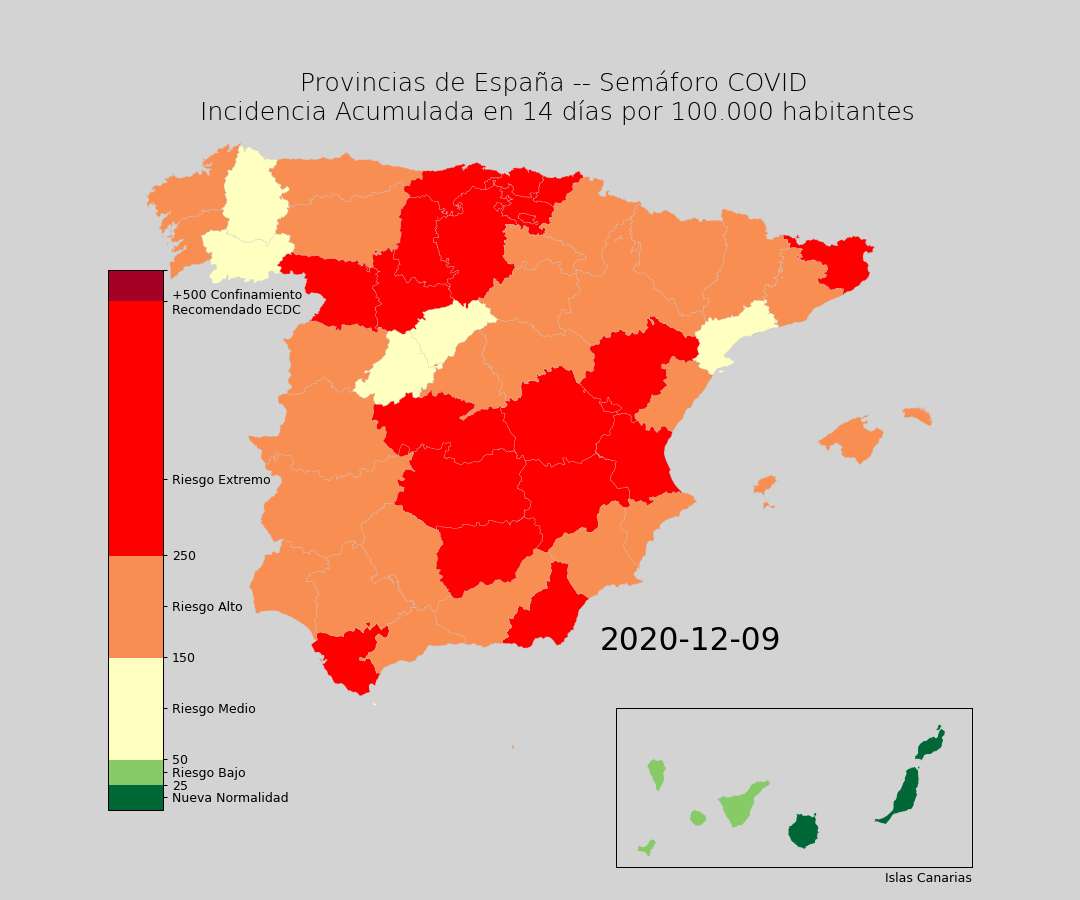 Provincias de España -- Semáforo COVID
Incidencia Acumulada en 14 días por 100.000 habitantes
+500 Confinamiento
Recomendado ECDC
Riesgo Extremo
250
Riesgo Alto
150
Riesgo Medio
50
Riesgo Bajo
25
Nueva Normalidad
2020-12-09
Islas Canarias